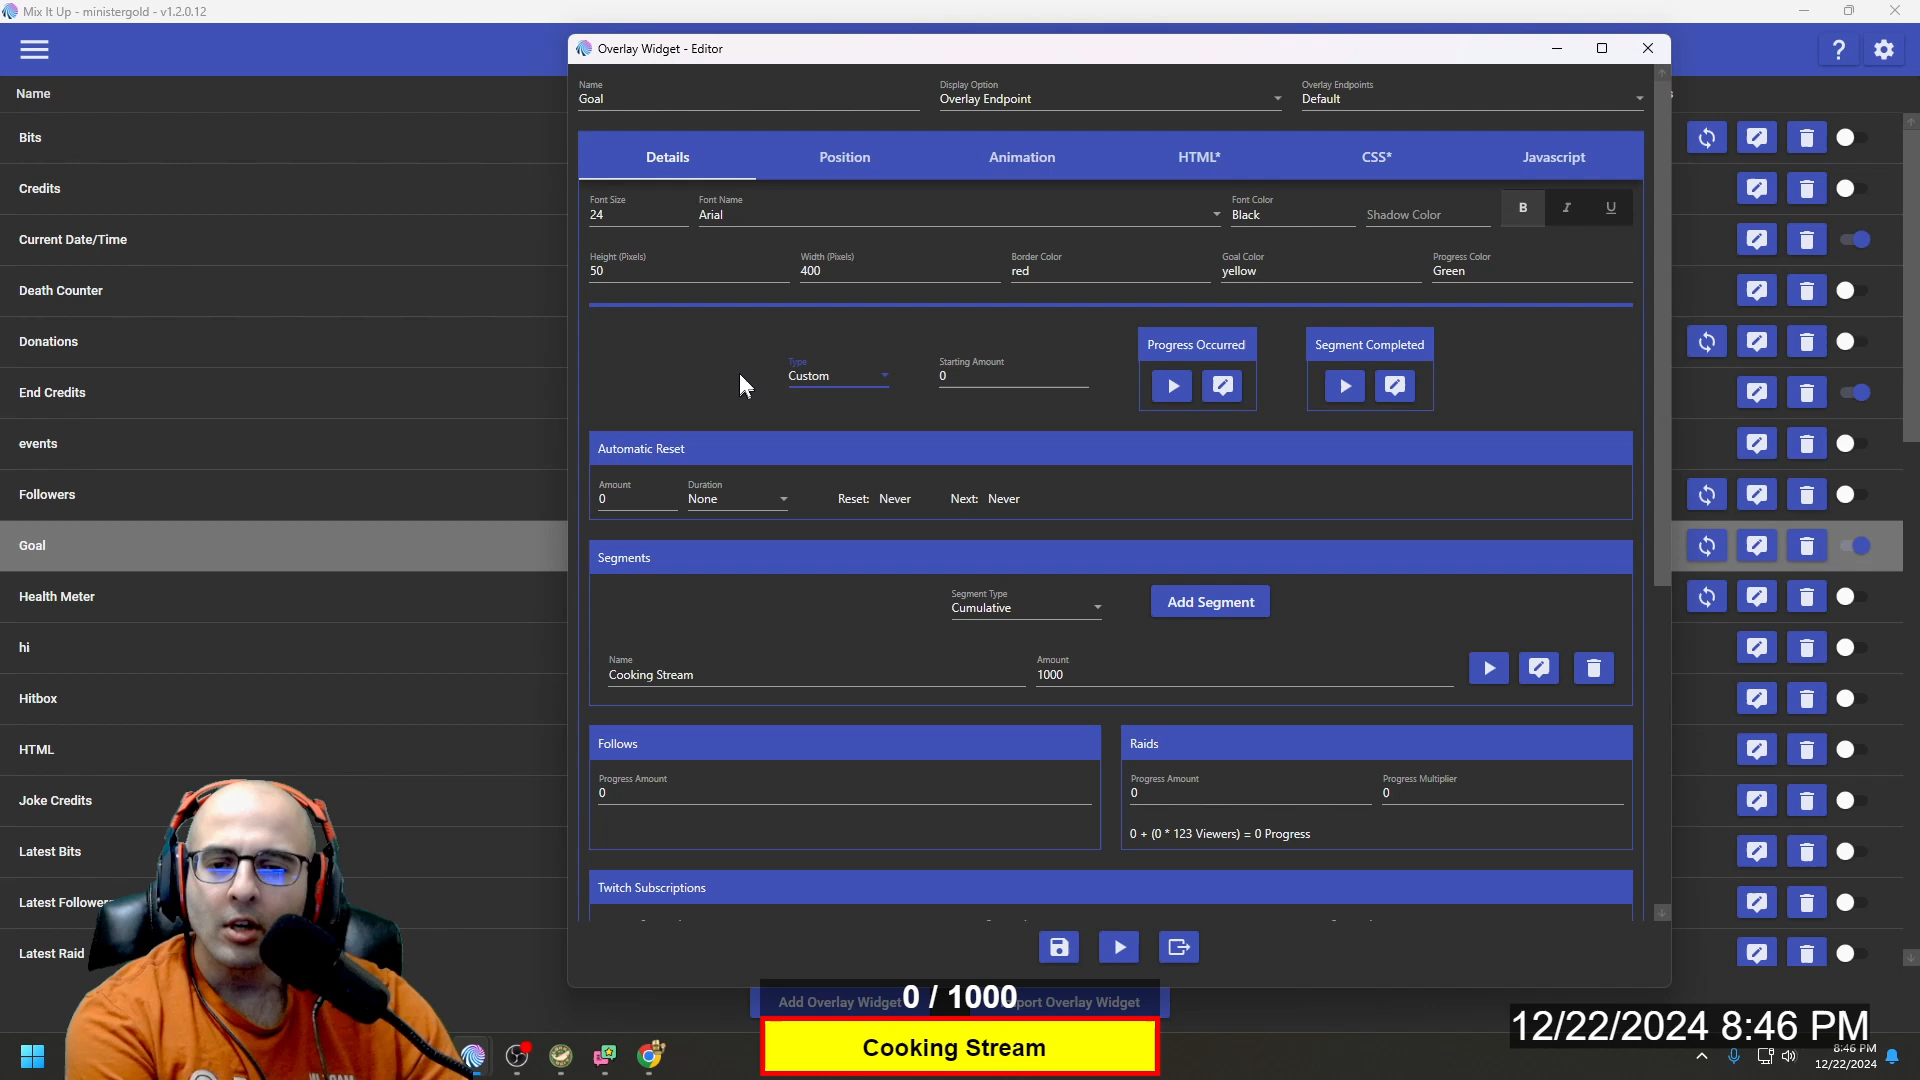 Mix It Up - ministergold - v1.2.0.12
Overlay Widget - Editor
Name
Bits
Credits
Current Date/Time
Death Counter
Donations
End Credits
events
Followers
Goal
Health Meter
hi
Hitbox
HTML
Joke Credits
Latest Bits
Latest Follower
Latest Raid
Name
Goal
Display Option
Overlay Endpoint
Overlay Endpoints
Default
Details
Position
Animation
HTML*
CSS*
Javascript
Font Size
24
Font Name
Arial
Font Color
Black
Shadow Color
B
I
U
Height (Pixels)
50
Width (Pixels)
400
Border Color
red
Goal Color
yellow
Progress Color
Green
Type
Custom
Starting Amount
0
Progress Occurred
Segment Completed
Automatic Reset
Amount
0
Duration
None
Reset: Never
Next: Never
Segments
Segment Type
Cumulative
Add Segment
Name
Cooking Stream
Amount
1000
Follows
Progress Amount
0
Raids
Progress Amount
0
Progress Multiplier
0
0 + (0 * 123 Viewers) = 0 Progress
Twitch Subscriptions
Add Overlay Widget
port Overlay Widget
0 / 1000
Cooking Stream
12/22/2024 8:46 PM
8:46 PM
12/22/2024